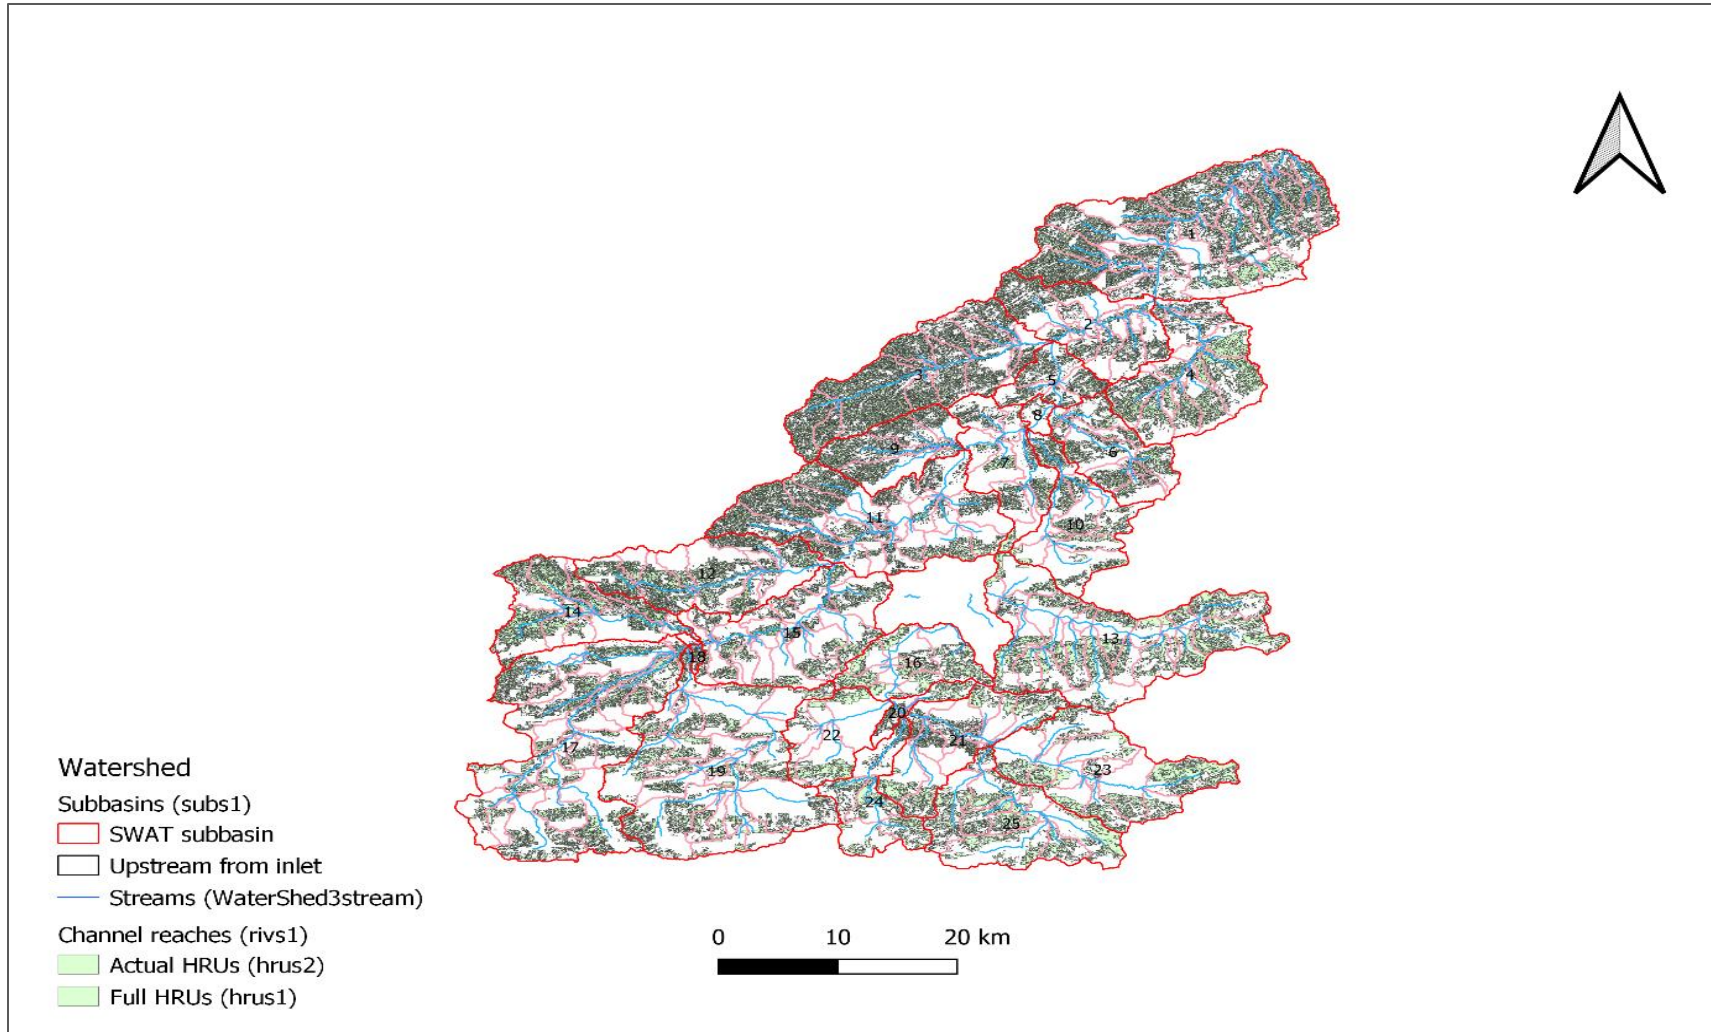 1
2
3
4
5
8
9
6
7
11
10
12
14
15
13
18
16
20
22
21
17
19
23
24
25
Watershed
Subbasins (subs1)
SWAT subbasin
Upstream from inlet
Streams (WaterShed3stream)
Channel reaches (rivs1)
Actual HRUs (hrus2)
Full HRUs (hrus1)
0 10 20 km